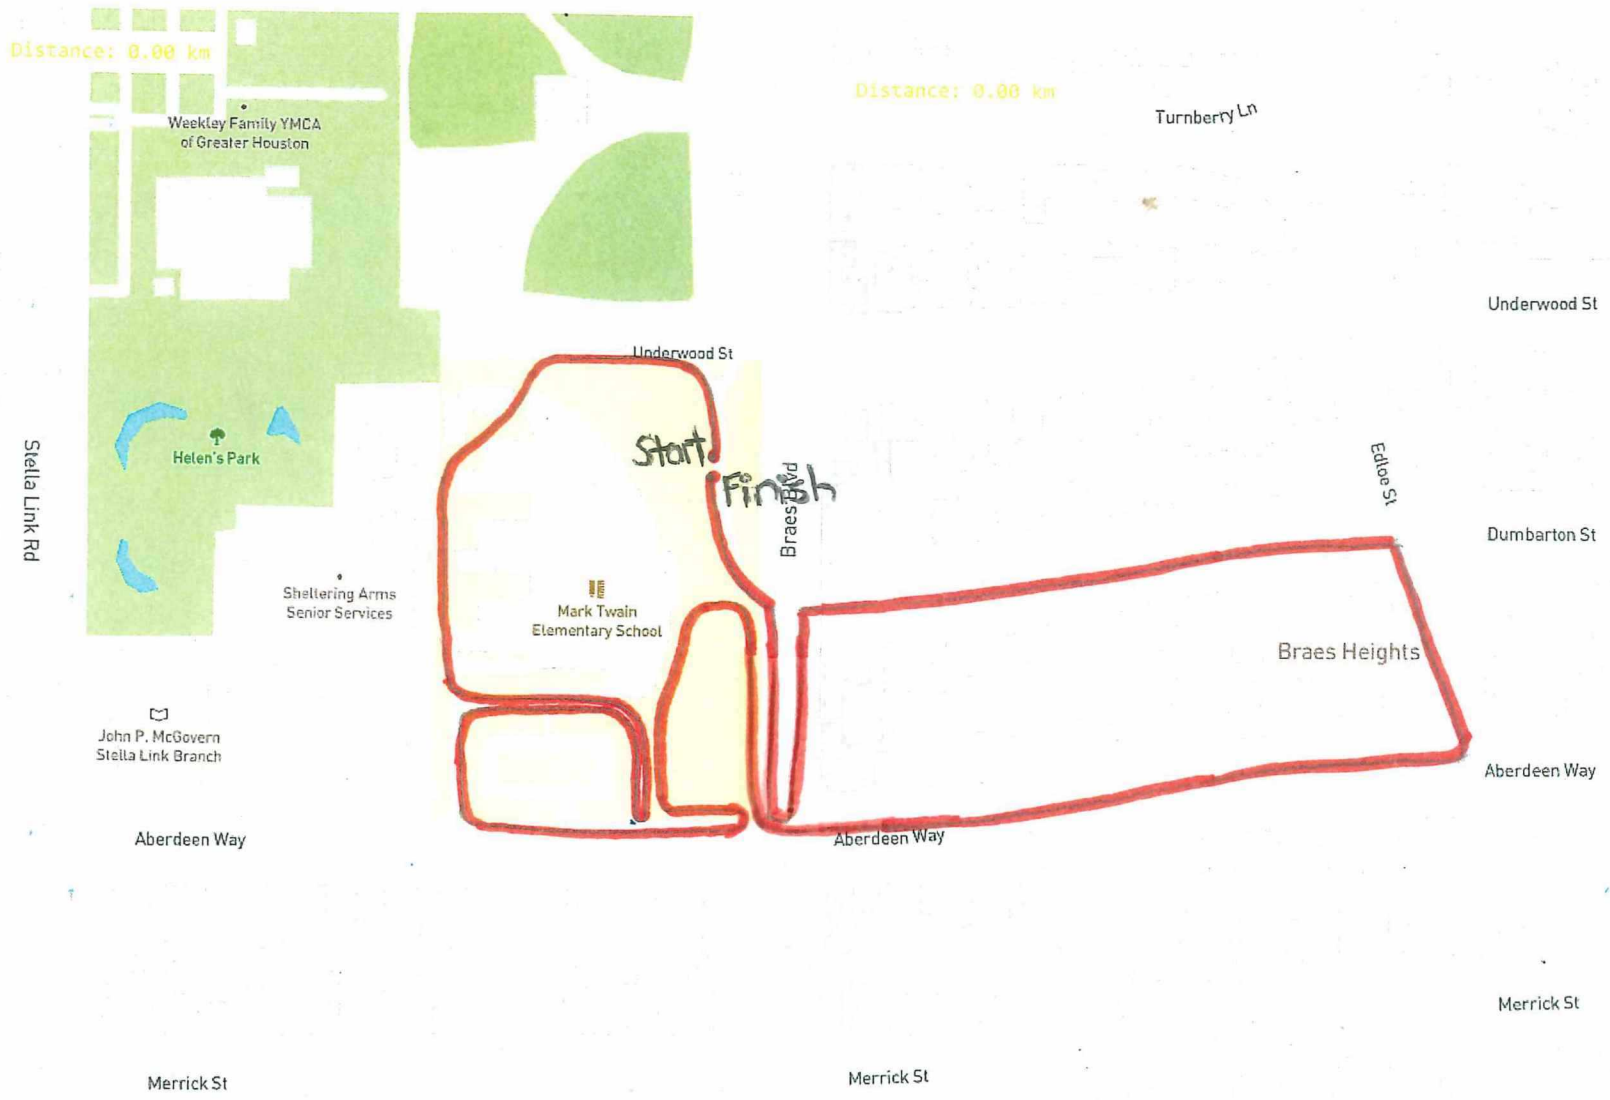 Distance: 0.00 km
Distance: 0.00 km
Turnberry Ln
Weekley Family YMCA
of Greater Houston
Underwood St
Underwood St
Start
Finish
Braes Blvd
Edloe St
Stella Link Rd
Helen's Park
Dumbarton St
Sheltering Arms
Senior Services
Mark Twain
Elementary School
Braes Heights
John P. McGovern
Stella Link Branch
Aberdeen Way
Aberdeen Way
Aberdeen Way
Merrick St
Merrick St
Merrick St